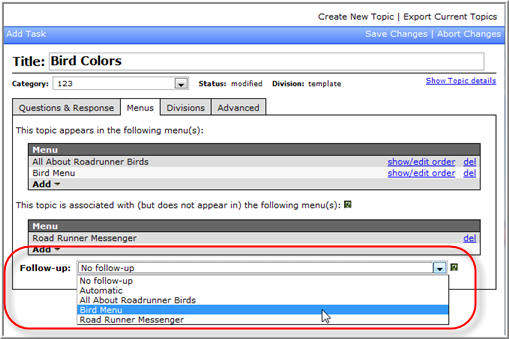 Create New Topic | Export Current Topics
Add Task Save Changes | Abort Changes
Title: Bird Colors
Category: 123 Status: modified Division: template Show Topic details
Questions & Response Menus Divisions Advanced
This topic appears in the following menu(s):
Menu
All About Roadrunner Birds show/edit order del
Bird Menu show/edit order del
Add
This topic is associated with (but does not appear in) the following menu(s): ?
Menu
Road Runner Messenger del
Add
Follow-up: No follow-up ?
No follow-up
Automatic
All About Roadrunner Birds
Bird Menu
Road Runner Messenger